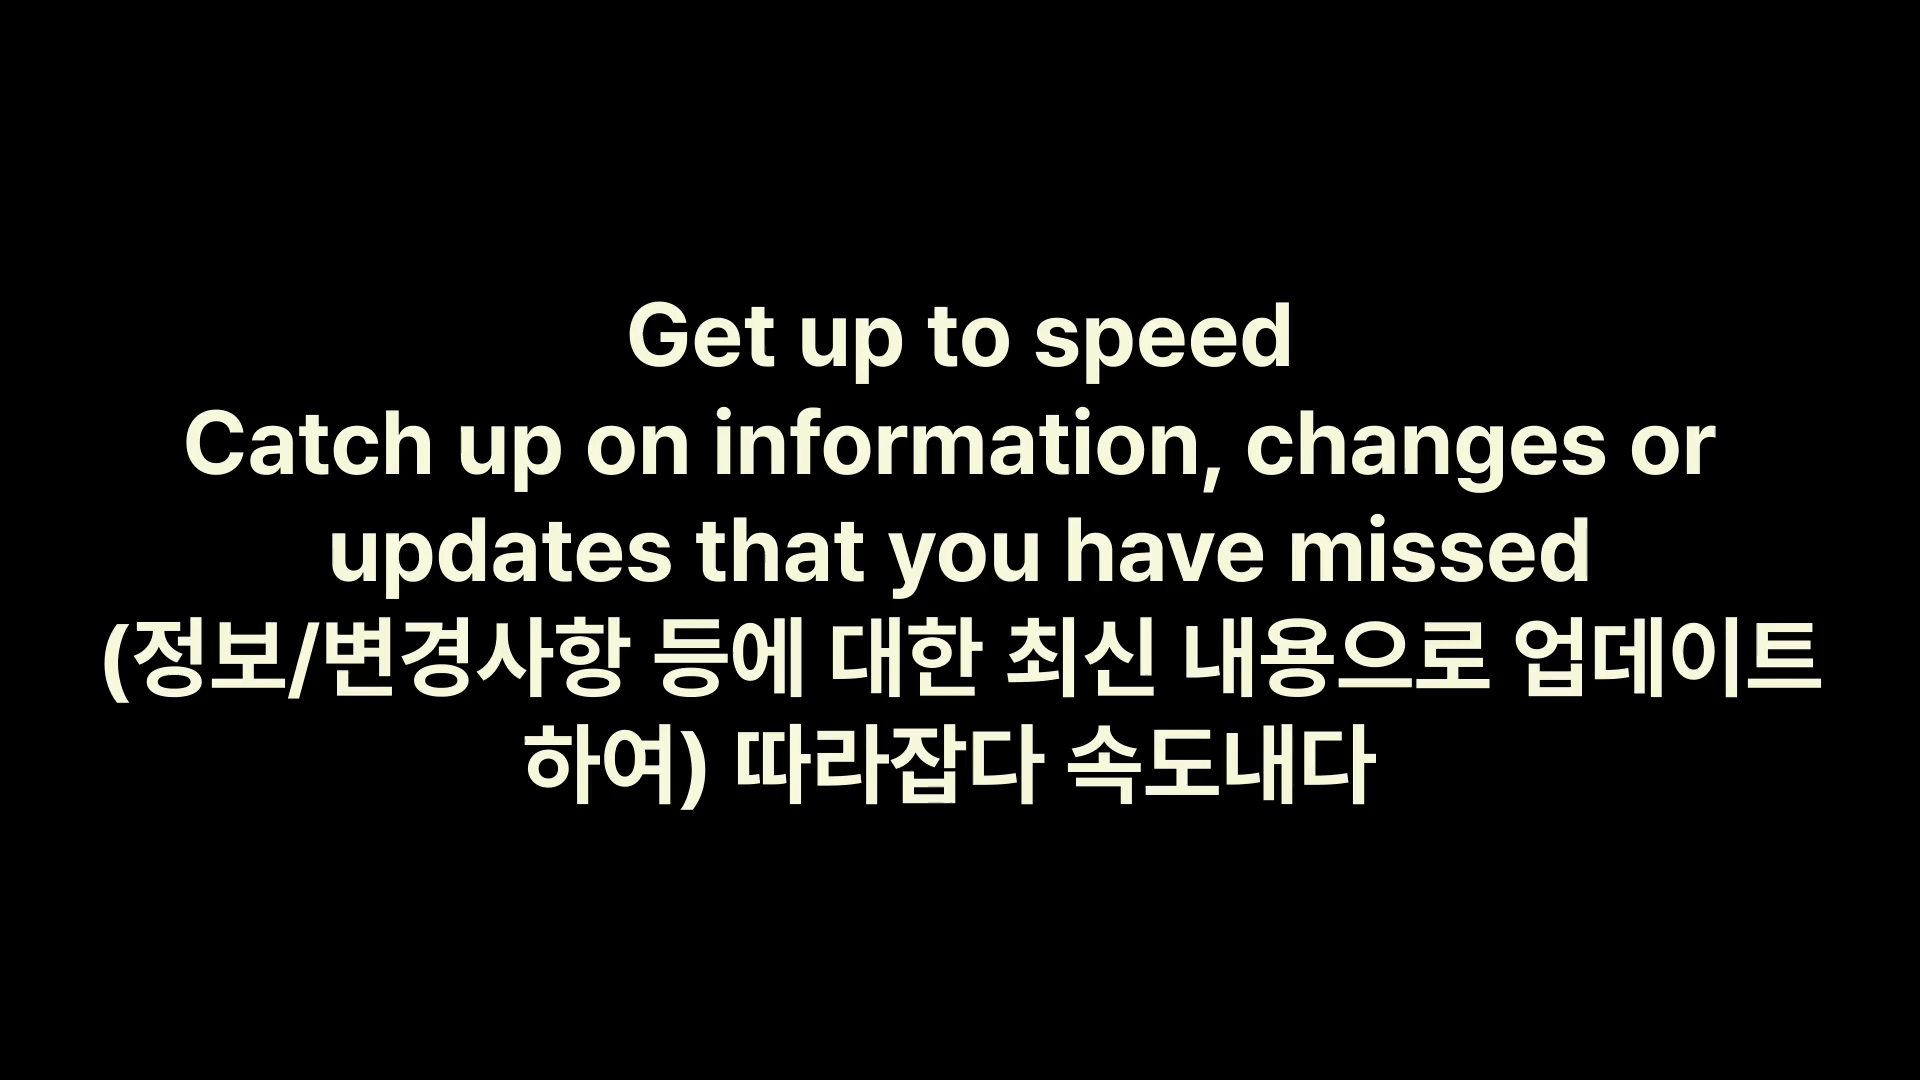 Get up to speed
Catch up on information, changes or
updates that you have missed
(정보/변경사항 등에 대한 최신 내용으로 업데이트
하여) 따라잡다 속도내다